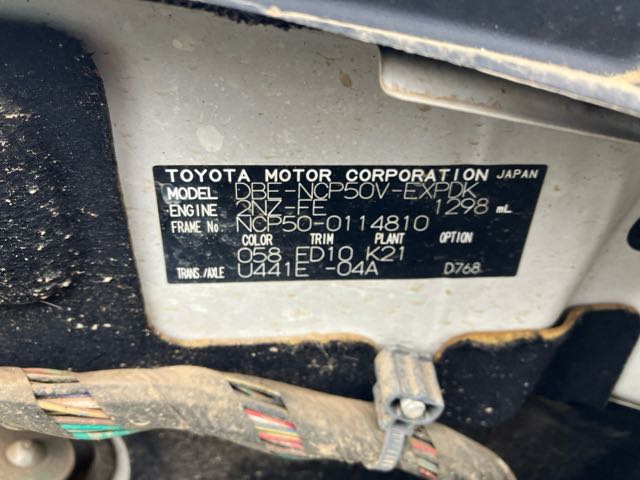 TOYOTA MOTOR CORPORATION JAPAN
MODEL DBE-NCP50V-EXPDK
ENGINE 2NZ-FE 1298 mL
FRAME No. NCP50-0114810
COLOR TRIM PLANT OPTION
058 ED10 K21
TRANS./AXLE U441E -04A D768